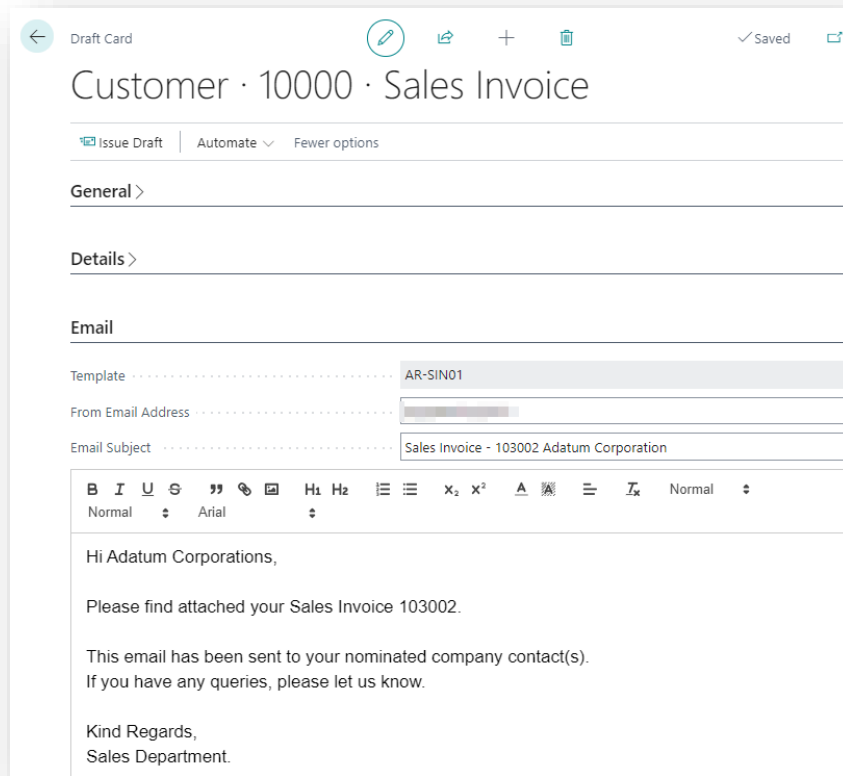 Draft Card
Saved
Customer · 10000 · Sales Invoice
Issue Draft Automate Fewer options
General
Details
Email
Template AR-SIN01
From Email Address
Email Subject Sales Invoice - 103002 Adatum Corporation
B I U S H1 H2 x2 x2 A A Tx Normal
Normal Arial
Hi Adatum Corporations,
Please find attached your Sales Invoice 103002.
This email has been sent to your nominated company contact(s).
If you have any queries, please let us know.
Kind Regards,
Sales Department.